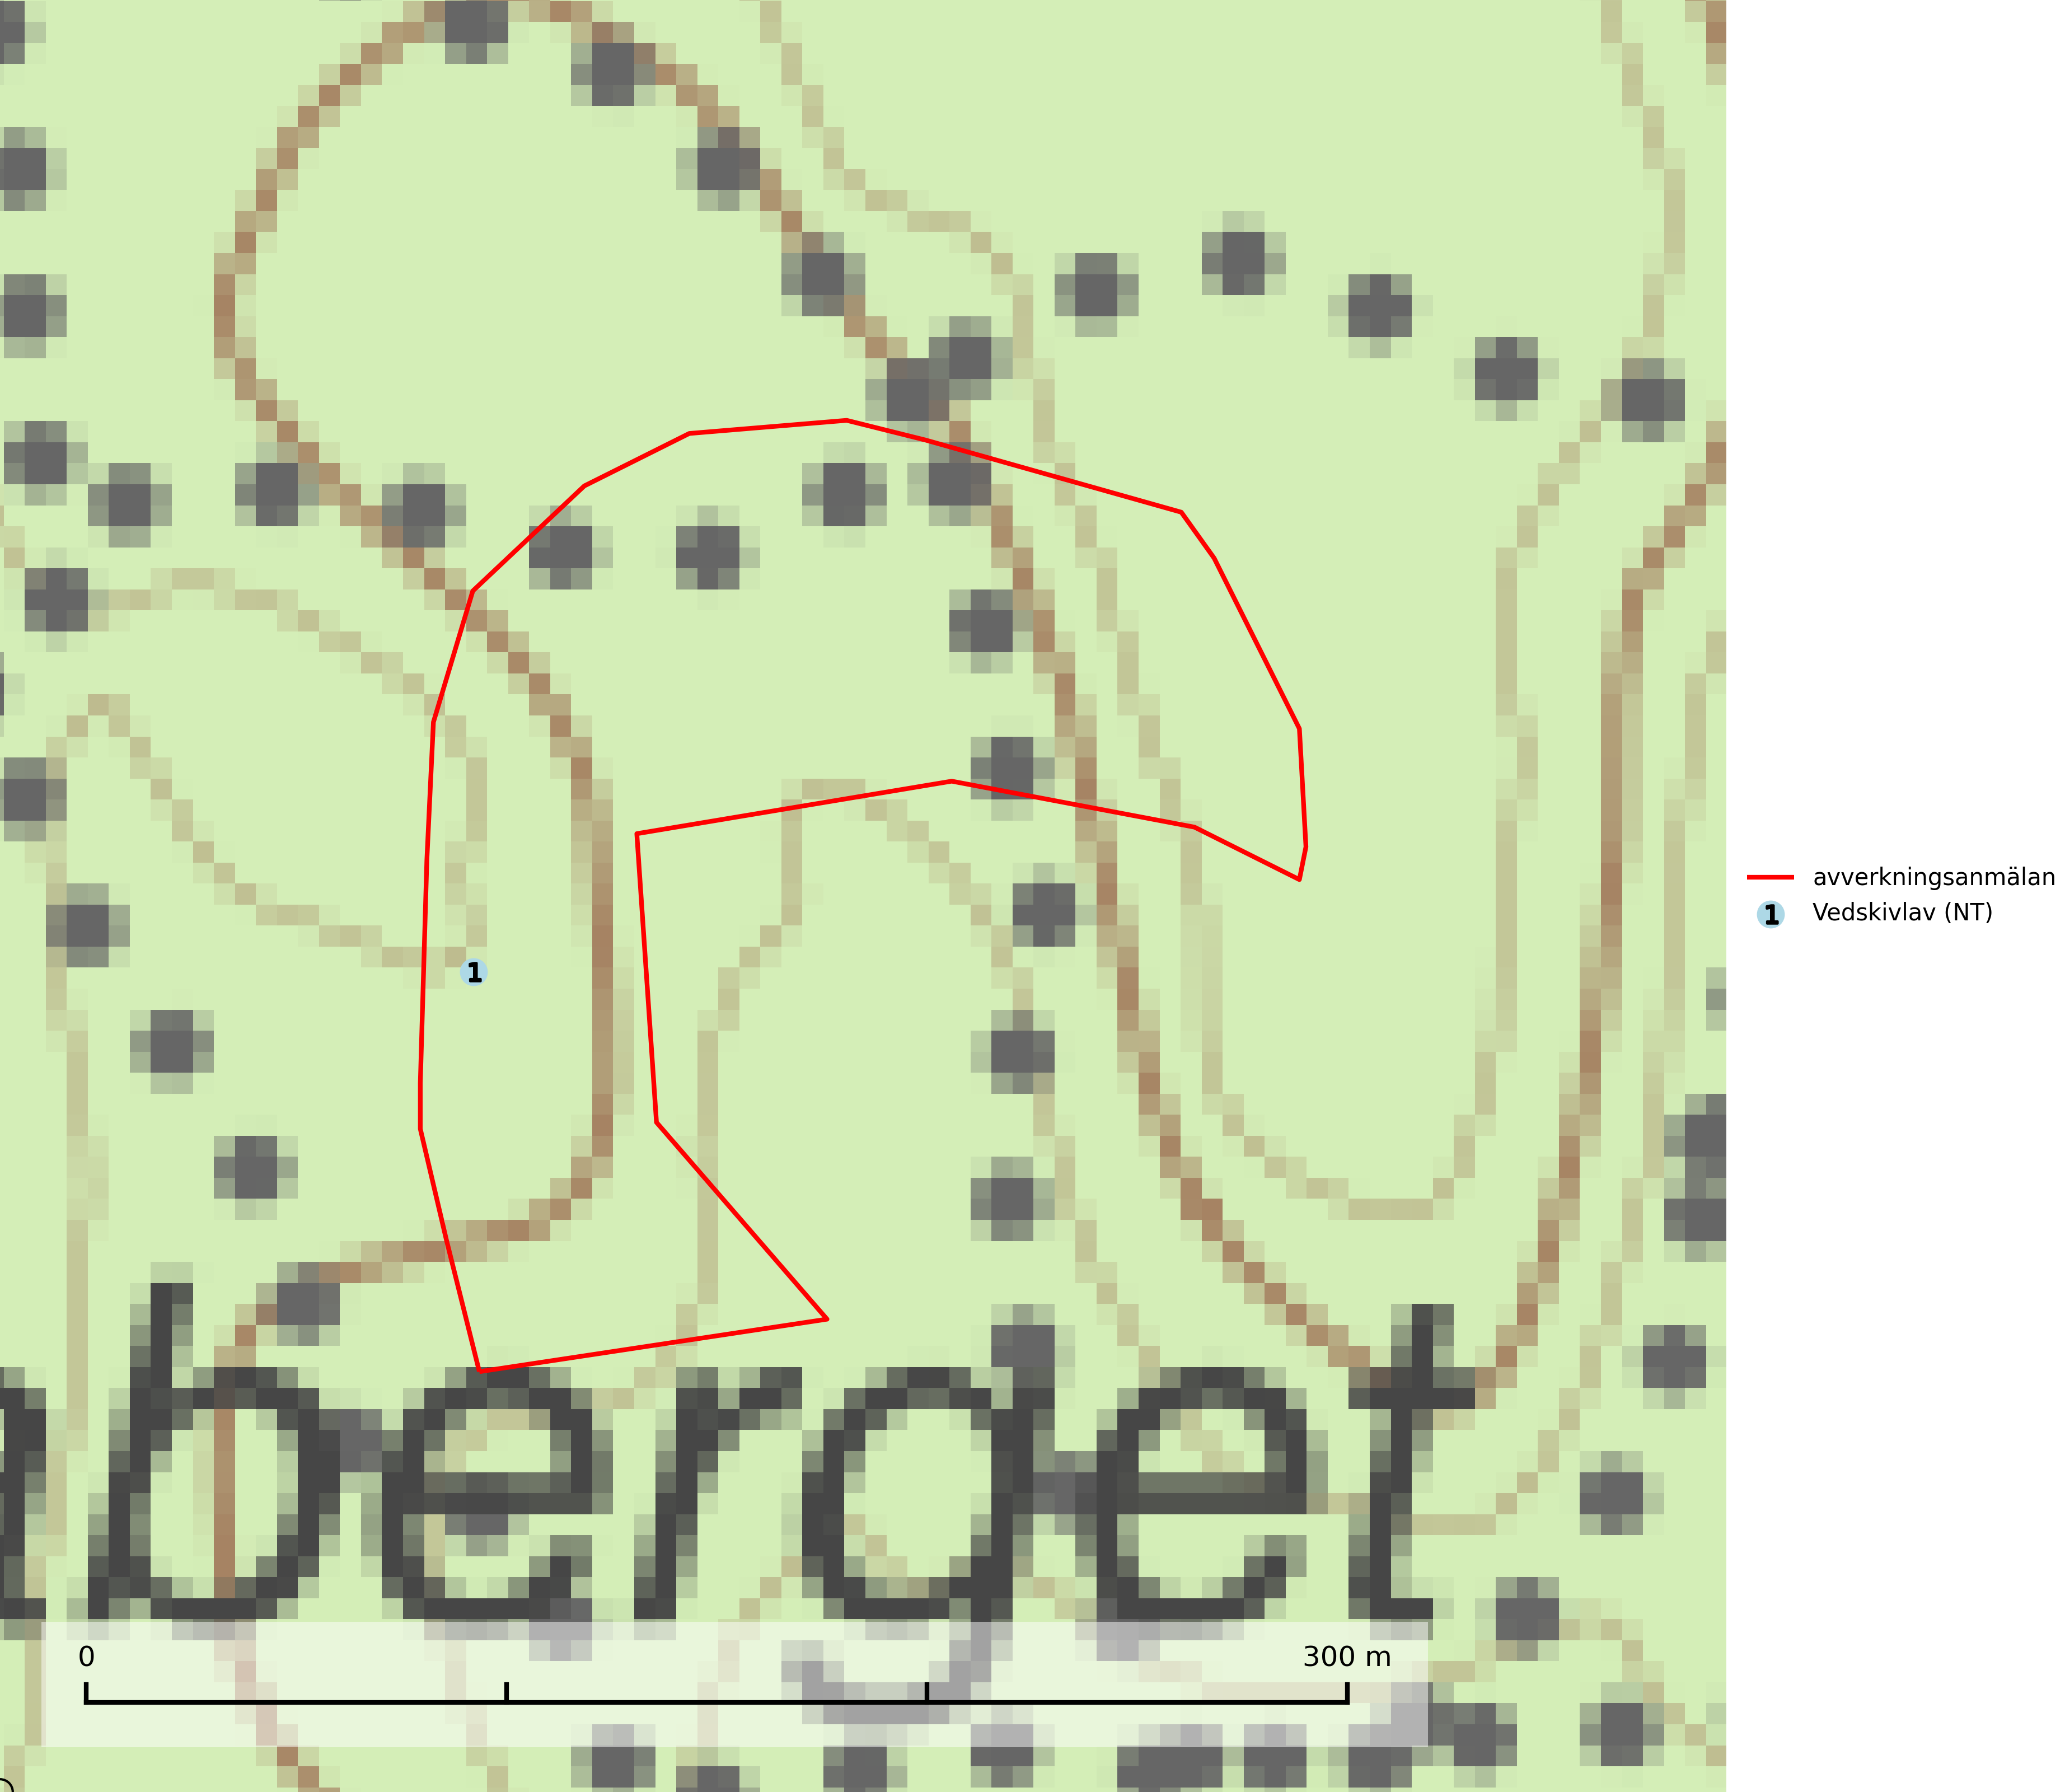 berget
avverkningsanmälan
1 Vedskivlav (NT)
1
0 300 m